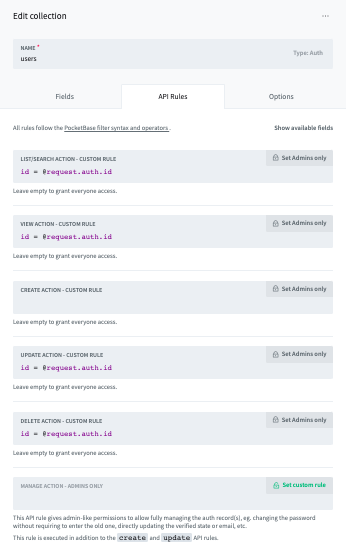 Edit collection
...
NAME *
users
Type: Auth
Fields
API Rules
Options
All rules follow the PocketBase filter syntax and operators .
Show available fields
LIST/SEARCH ACTION - CUSTOM RULE
Set Admins only
id = @request.auth.id
Leave empty to grant everyone access.
VIEW ACTION - CUSTOM RULE
Set Admins only
id = @request.auth.id
Leave empty to grant everyone access.
CREATE ACTION - CUSTOM RULE
Set Admins only
Leave empty to grant everyone access.
UPDATE ACTION - CUSTOM RULE
Set Admins only
id = @request.auth.id
Leave empty to grant everyone access.
DELETE ACTION - CUSTOM RULE
Set Admins only
id = @request.auth.id
Leave empty to grant everyone access.
MANAGE ACTION - ADMINS ONLY
Set custom rule
This API rule gives admin-like permissions to allow fully managing the auth record(s), eg. changing the password
without requiring to enter the old one, directly updating the verified state or email, etc.
This rule is executed in addition to the create and update API rules.